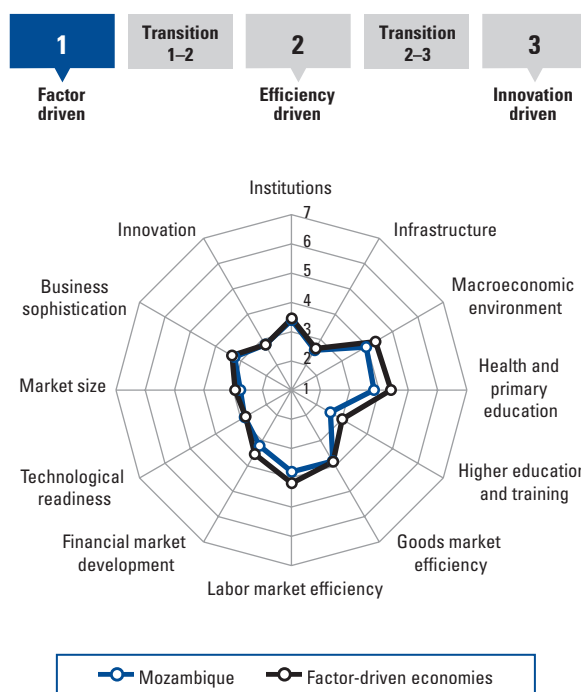 1
Transition
1–2
2
Transition
2–3
3
Factor
driven
Efficiency
driven
Innovation
driven
Institutions
7
6
5
4
3
2
1
Infrastructure
Macroeconomic
environment
Health and
primary
education
Higher education
and training
Goods market
efficiency
Labor market efficiency
Financial market
development
Technological
readiness
Market size
Business
sophistication
Innovation
Mozambique
Factor-driven economies